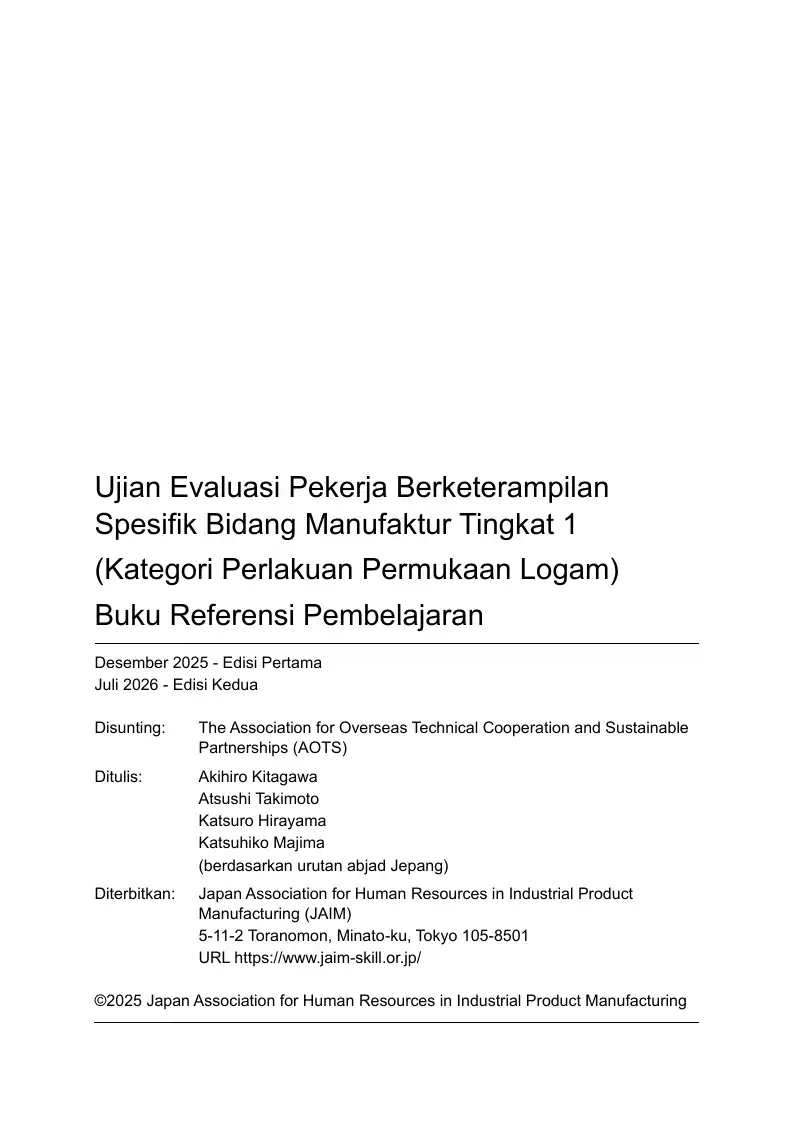 Ujian Evaluasi Pekerja Berketerampilan
Spesifik Bidang Manufaktur Tingkat 1
(Kategori Perlakuan Permukaan Logam)
Buku Referensi Pembelajaran
Desember 2025 - Edisi Pertama
Juli 2026 - Edisi Kedua
Disunting: The Association for Overseas Technical Cooperation and Sustainable
Partnerships (AOTS)
Ditulis: Akihiro Kitagawa
Atsushi Takimoto
Katsuro Hirayama
Katsuhiko Majima
(berdasarkan urutan abjad Jepang)
Diterbitkan: Japan Association for Human Resources in Industrial Product
Manufacturing (JAIM)
5-11-2 Toranomon, Minato-ku, Tokyo 105-8501
URL https://www.jaim-skill.or.jp/
©2025 Japan Association for Human Resources in Industrial Product Manufacturing